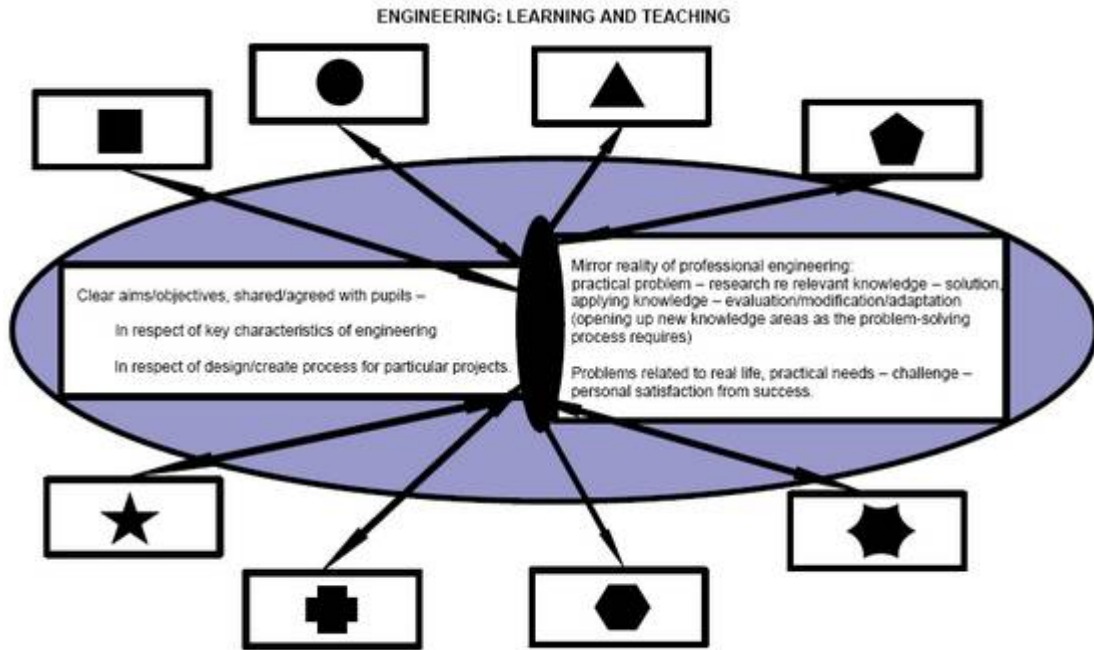 ENGINEERING: LEARNING AND TEACHING
Clear aims/objectives, shared/agreed with pupils –
In respect of key characteristics of engineering
In respect of design/create process for particular projects.
Mirror reality of professional engineering:
practical problem – research re relevant knowledge – solution,
applying knowledge – evaluation/modification/adaptation
(opening up new knowledge areas as the problem-solving
process requires)
Problems related to real life, practical needs – challenge –
personal satisfaction from success.